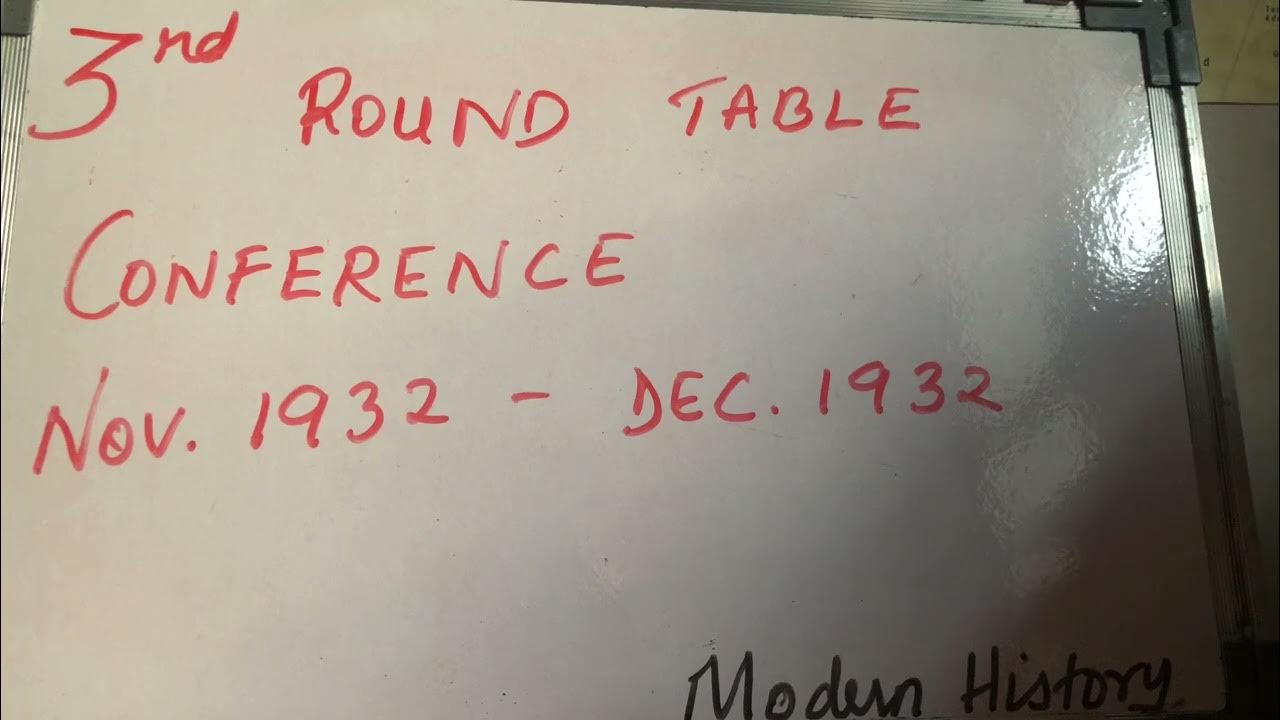 3nd ROUND TABLE
CONFERENCE
NOV. 1932 - DEC. 1932
Modern History